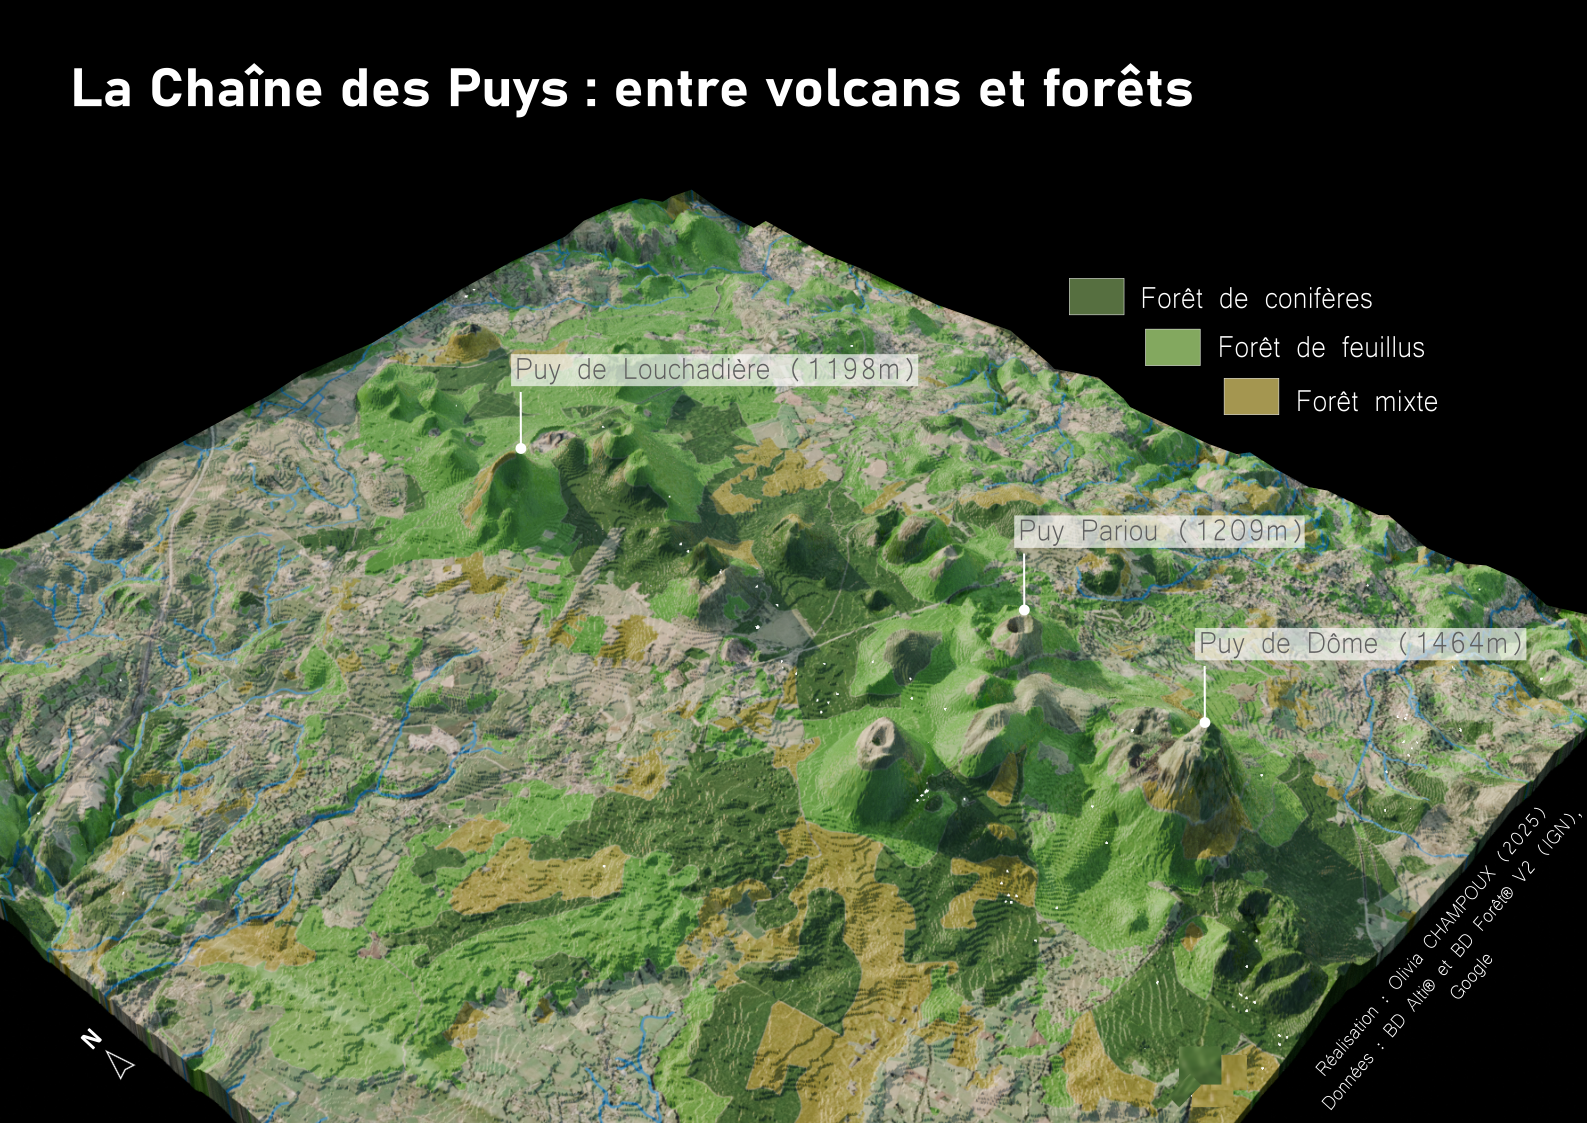 La Chaîne des Puys : entre volcans et forêts
Forêt de conifères
Forêt de feuillus
Forêt mixte
Puy de Louchadière (1198m)
Puy Pariou (1209m)
Puy de Dôme (1464m)
N
Réalisation : Olivia CHAMPOUX (2025)
Données : BD Alti® et BD Forêt® V2 (IGN),
Google